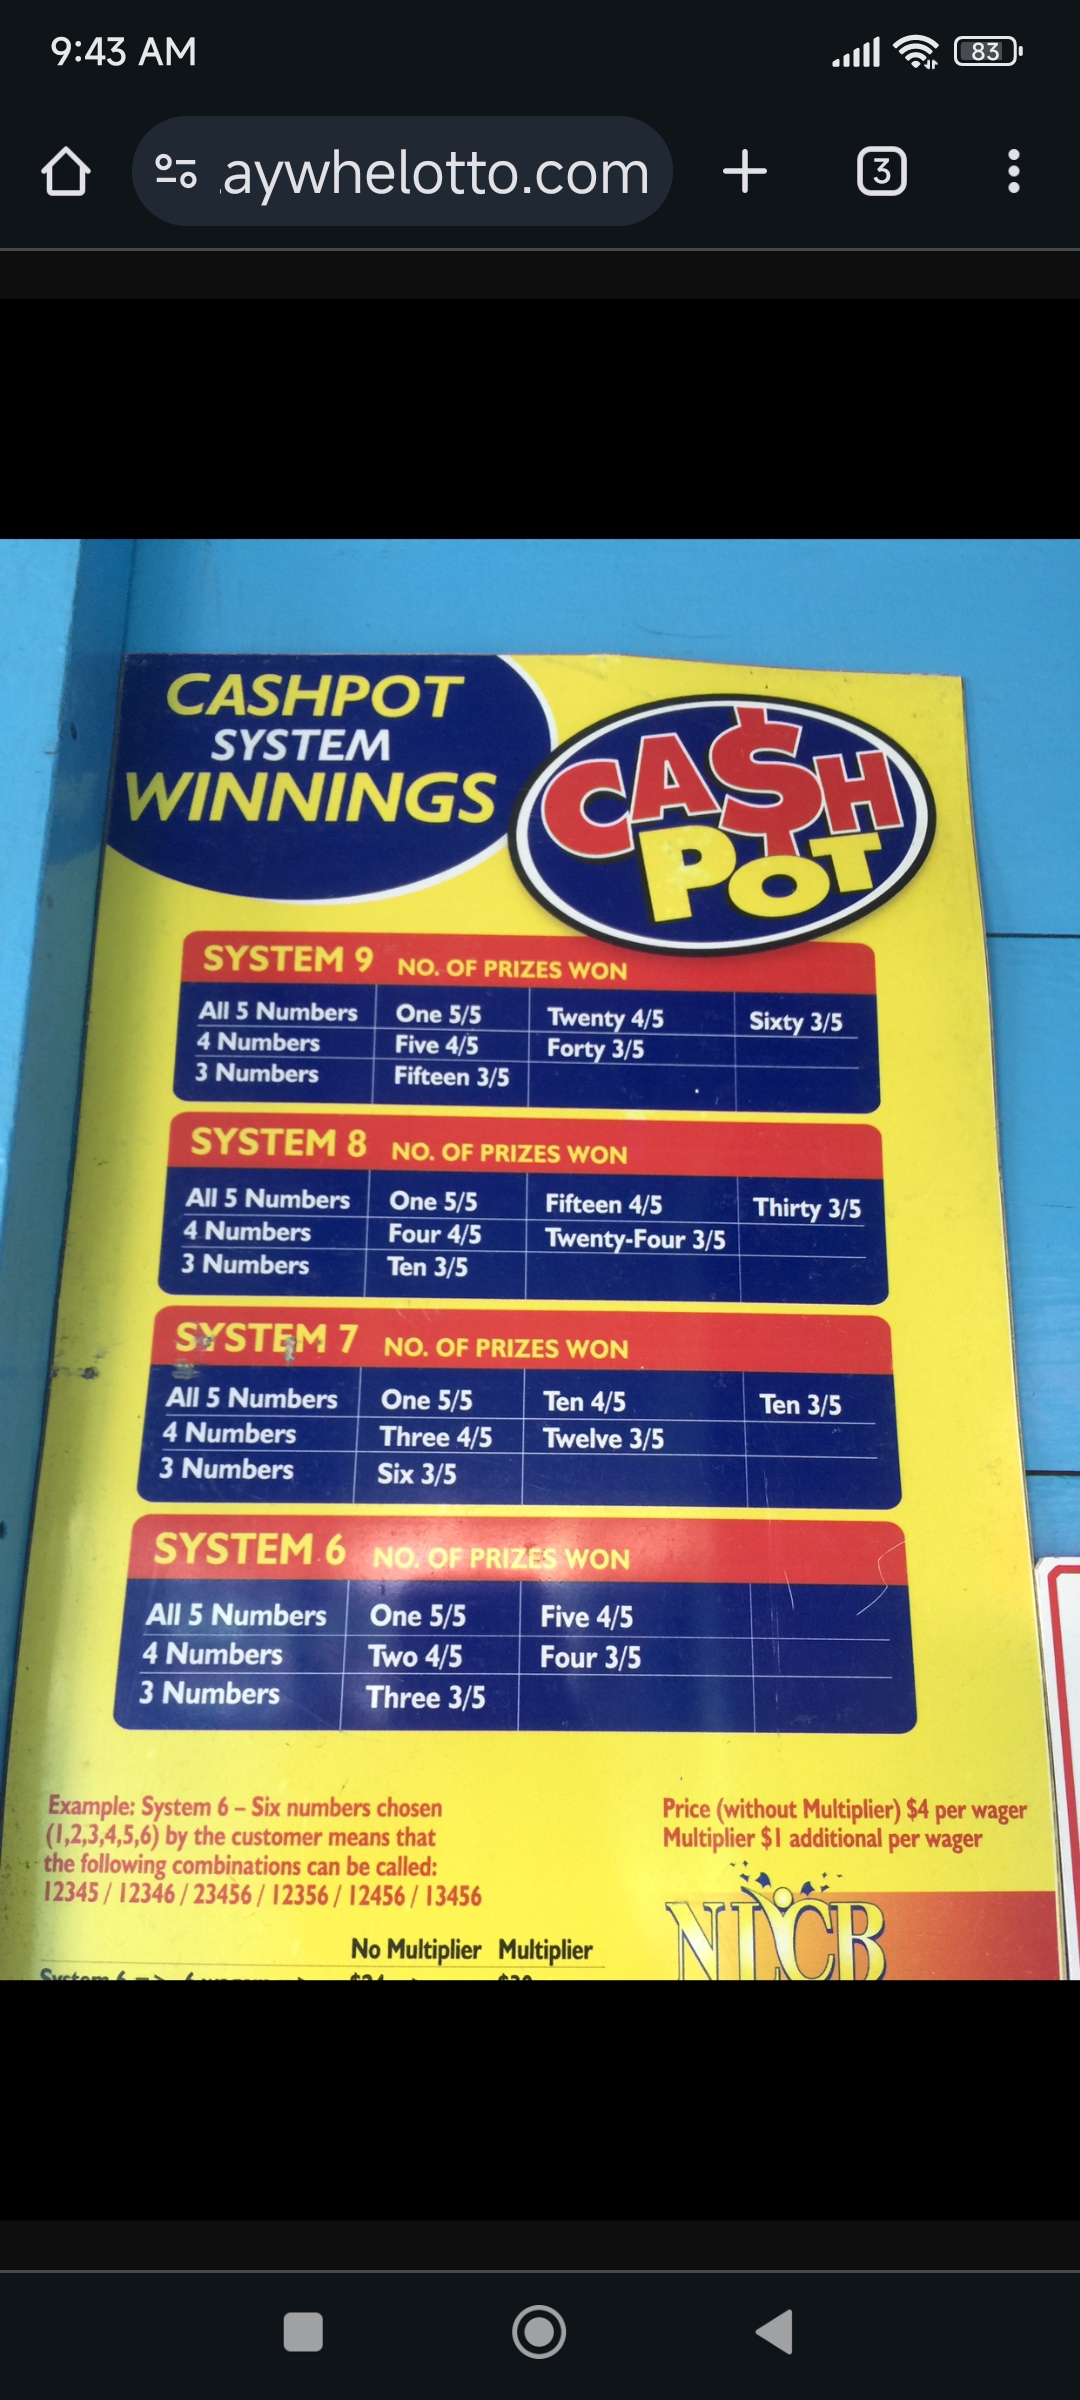 9:43 AM
83
.aywhelotto.com
3
CASHPOT
SYSTEM
WINNINGS
CA$H
POT
SYSTEM 9 NO. OF PRIZES WON
All 5 Numbers One 5/5 Twenty 4/5 Sixty 3/5
4 Numbers Five 4/5 Forty 3/5
3 Numbers Fifteen 3/5
SYSTEM 8 NO. OF PRIZES WON
All 5 Numbers One 5/5 Fifteen 4/5 Thirty 3/5
4 Numbers Four 4/5 Twenty-Four 3/5
3 Numbers Ten 3/5
SYSTEM 7 NO. OF PRIZES WON
All 5 Numbers One 5/5 Ten 4/5 Ten 3/5
4 Numbers Three 4/5 Twelve 3/5
3 Numbers Six 3/5
SYSTEM 6 NO. OF PRIZES WON
All 5 Numbers One 5/5 Five 4/5
4 Numbers Two 4/5 Four 3/5
3 Numbers Three 3/5
Example: System 6 – Six numbers chosen
(1,2,3,4,5,6) by the customer means that
the following combinations can be called:
12345 / 12346 / 23456 / 12356 / 12456 / 13456
Price (without Multiplier) $4 per wager
Multiplier $1 additional per wager
NLCB
No Multiplier Multiplier
System 6